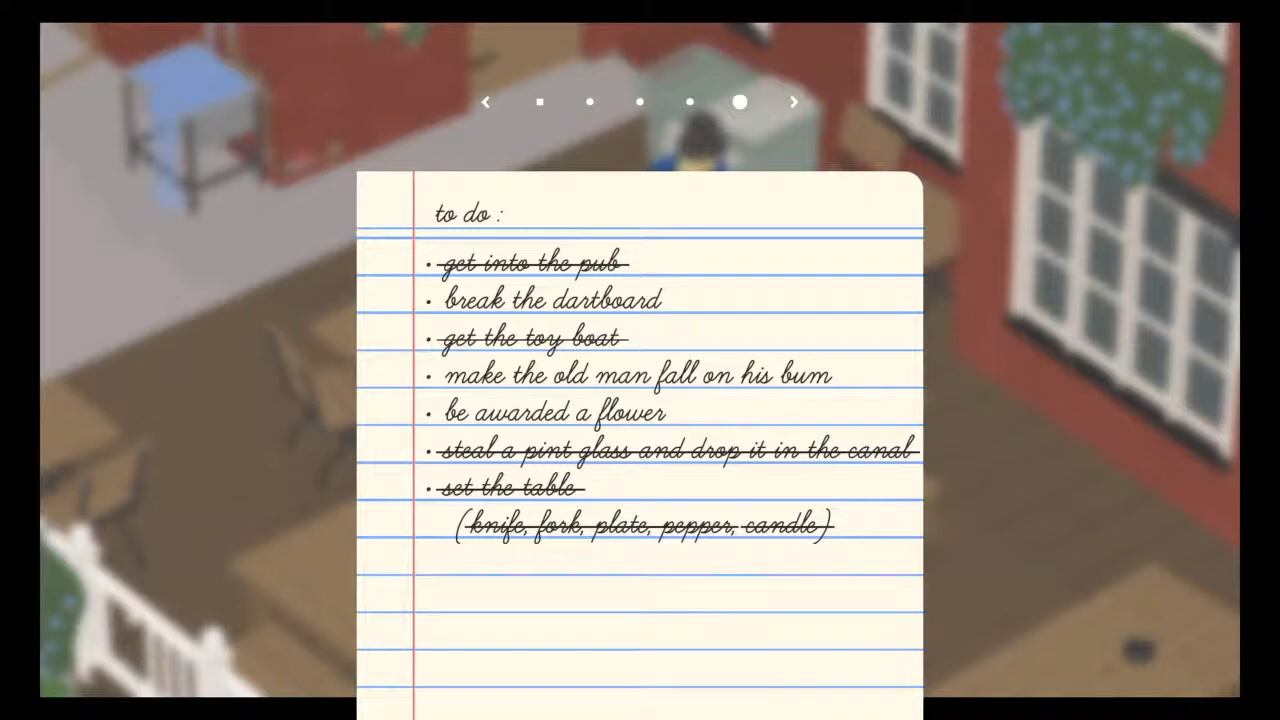 to do :
• get into the pub
• break the dartboard
• get the toy boat
• make the old man fall on his bum
• be awarded a flower
• steal a pint glass and drop it in the canal
• set the table
(knife, fork, plate, pepper, candle)